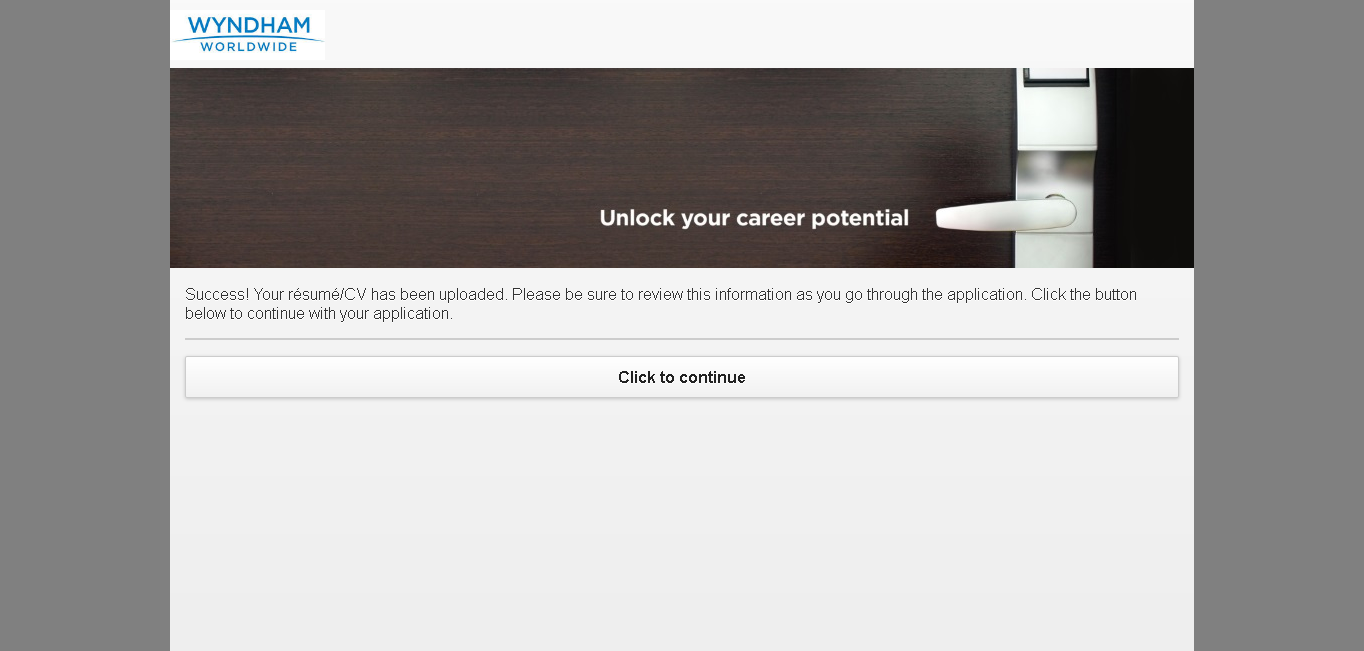 WYNDHAM
WORLDWIDE
Unlock your career potential
Success! Your résumé/CV has been uploaded. Please be sure to review this information as you go through the application. Click the button
below to continue with your application.
Click to continue